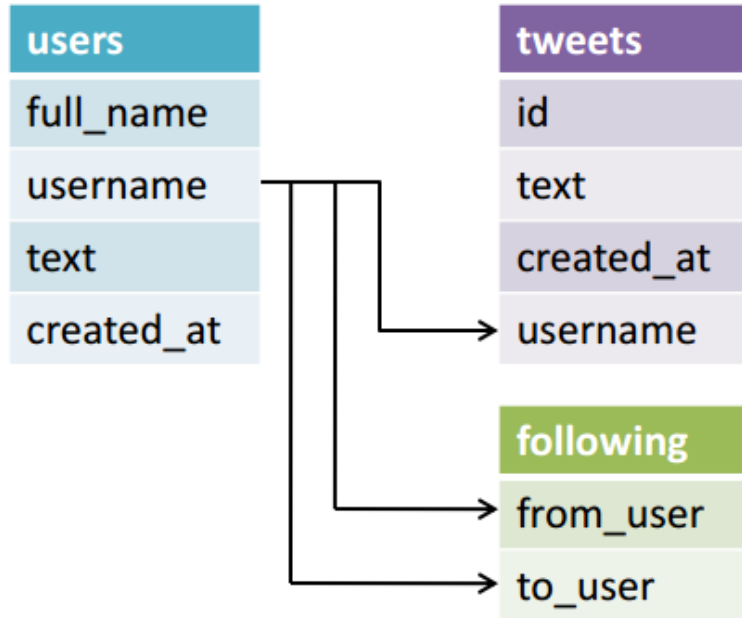 users
full_name
username
text
created_at
tweets
id
text
created_at
username
following
from_user
to_user